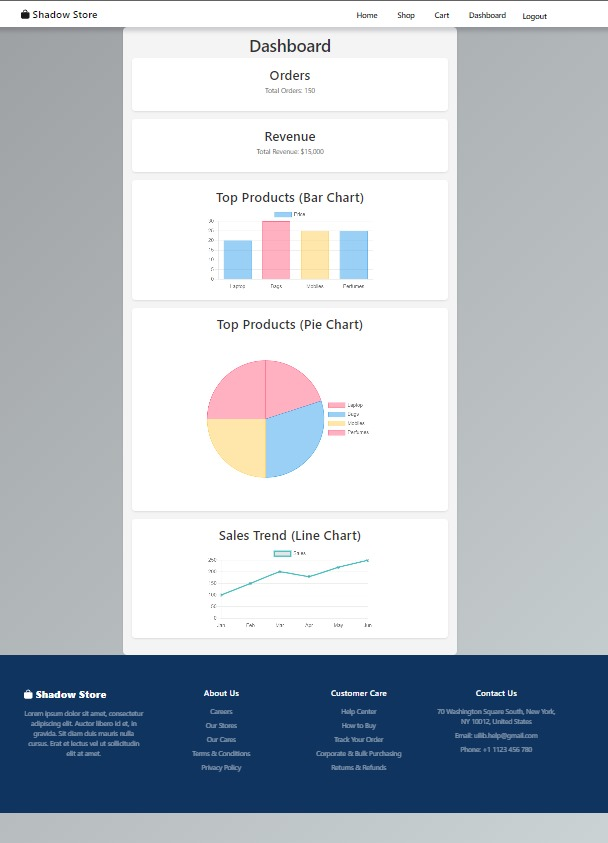 Shadow Store
Home Shop Cart Dashboard Logout
Dashboard
Orders
Total Orders: 150
Revenue
Total Revenue: $15,000
Top Products (Bar Chart)
Price
30
25
20
15
10
5
0
Laptop Bags Mobiles Perfumes
Top Products (Pie Chart)
Laptop
Bags
Mobiles
Perfumes
Sales Trend (Line Chart)
Sales
250
200
150
100
50
0
Jan Feb Mar Apr May Jun
Shadow Store
Lorem ipsum dolor sit amet, consectetur
adipiscing elit. Auctor libero id et, in
gravida. Sit diam duis mauris nulla
cursus. Erat et lectus vel ut sollicitudin
elit at amet.
About Us
Careers
Our Stores
Our Cares
Terms & Conditions
Privacy Policy
Customer Care
Help Center
How to Buy
Track Your Order
Corporate & Bulk Purchasing
Returns & Refunds
Contact Us
70 Washington Square South, New York,
NY 10012, United States
Email: uilib.help@gmail.com
Phone: +1 1123 456 780